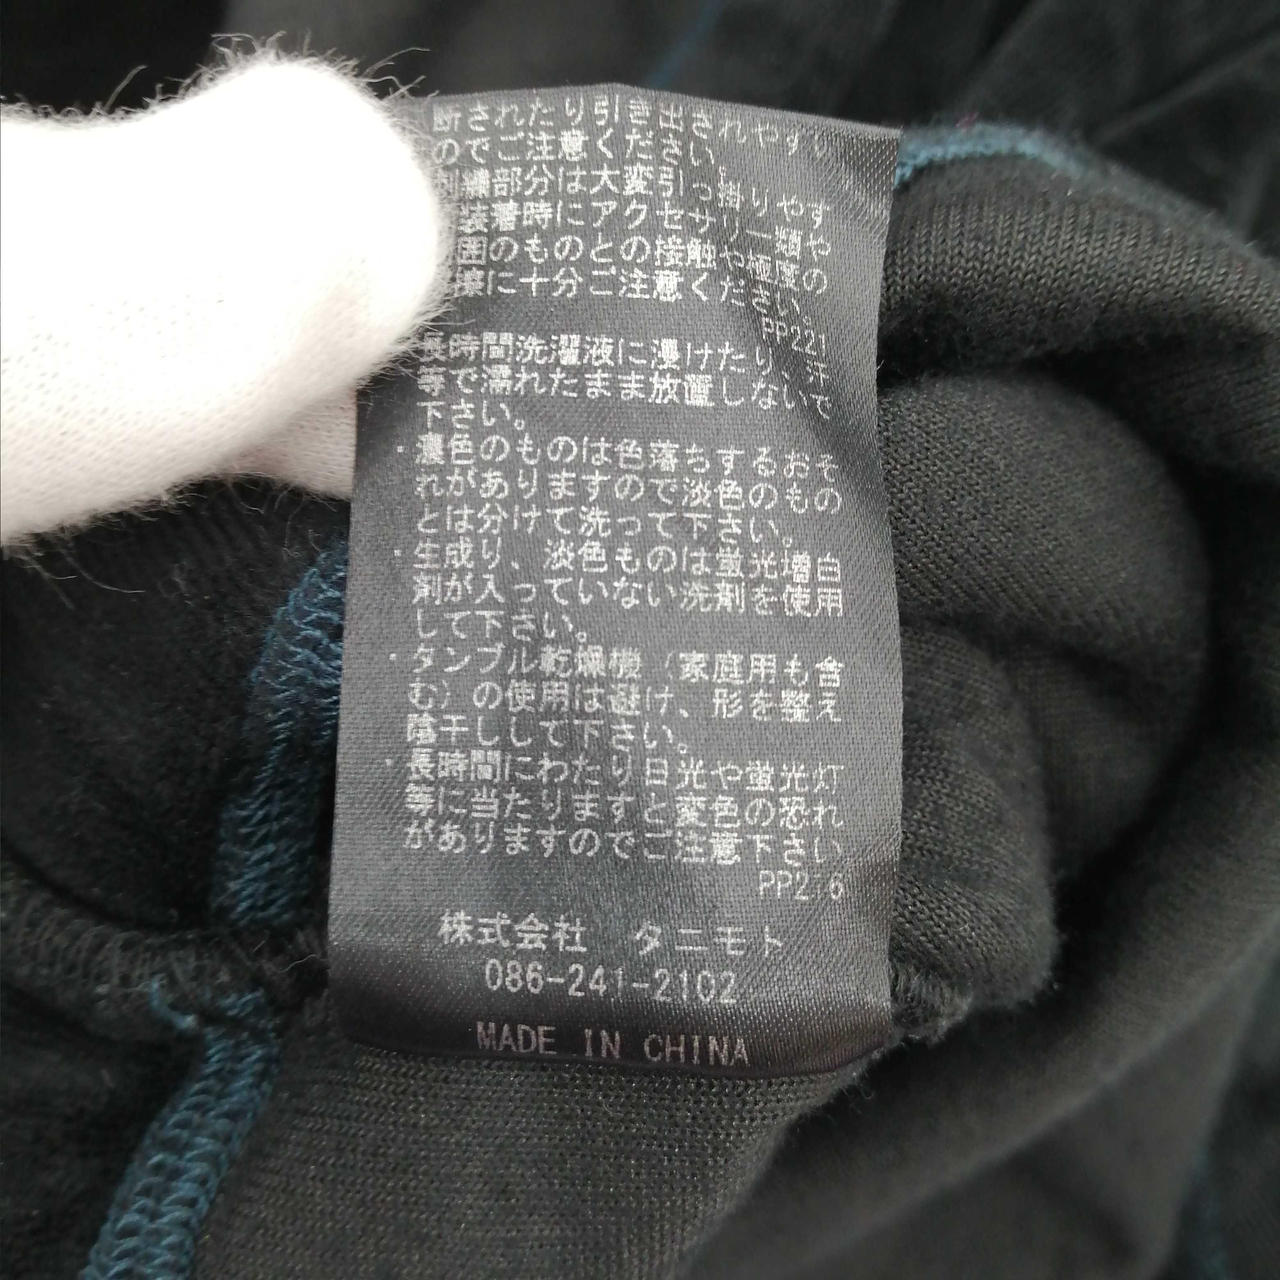 断されたり引き出されやすい
のでご注意ください。
刺繍部分は大変引っ掛りやす
装着時にアクセサリー類や
囲のものとの接触や極度の
擦に十分ご注意ください。
PP221
長時間洗濯液に浸けたり、汗
等で濡れたまま放置しないで
下さい。
・濃色のものは色落ちするおそ
れがありますので淡色のもの
とは分けて洗って下さい。
・生成り、淡色ものは蛍光増白
剤が入っていない洗剤を使用
して下さい。
・タンブル乾燥機（家庭用も含
む）の使用は避け、形を整え
陰干しして下さい。
・長時間にわたり日光や蛍光灯
等に当たりますと変色の恐れ
がありますのでご注意下さい
株式会社 タニモト
086-241-2102
MADE IN CHINA